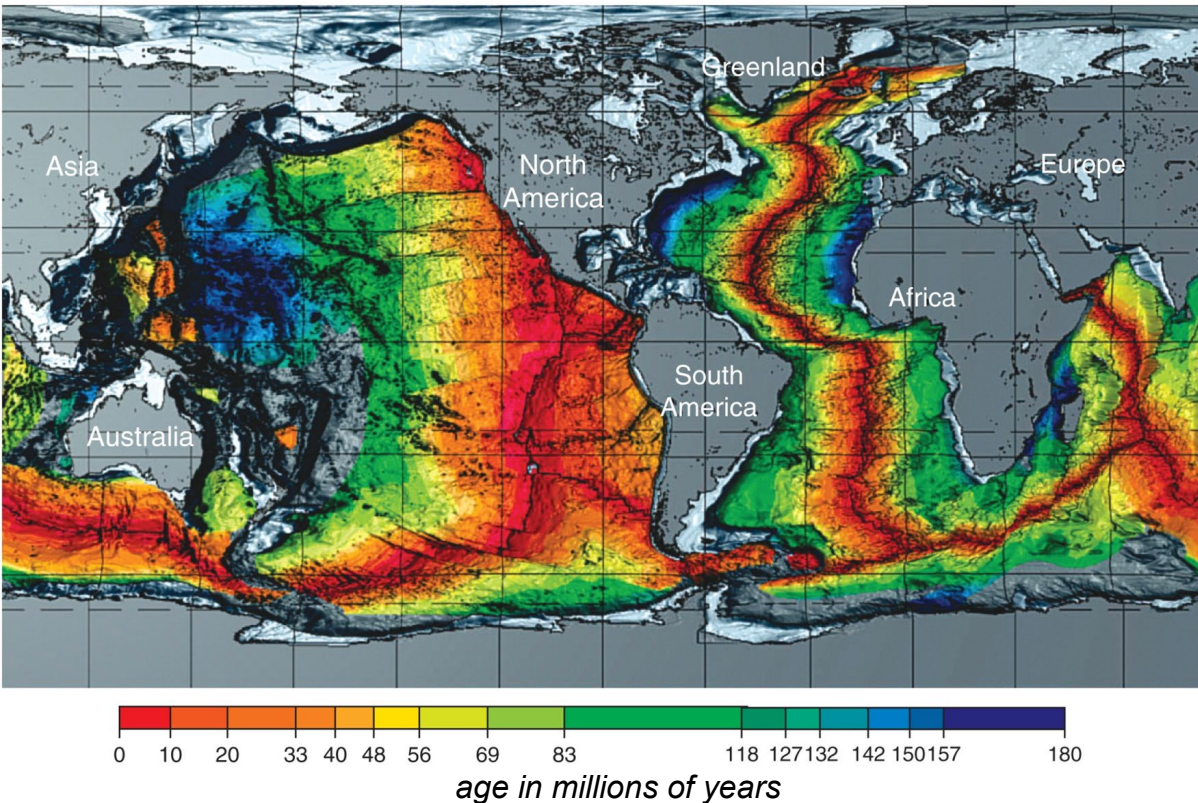 Greenland
Asia
North
America
Europe
Africa
South
America
Australia
0 10 20 33 40 48 56 69 83 118 127 132 142 150 157 180
age in millions of years